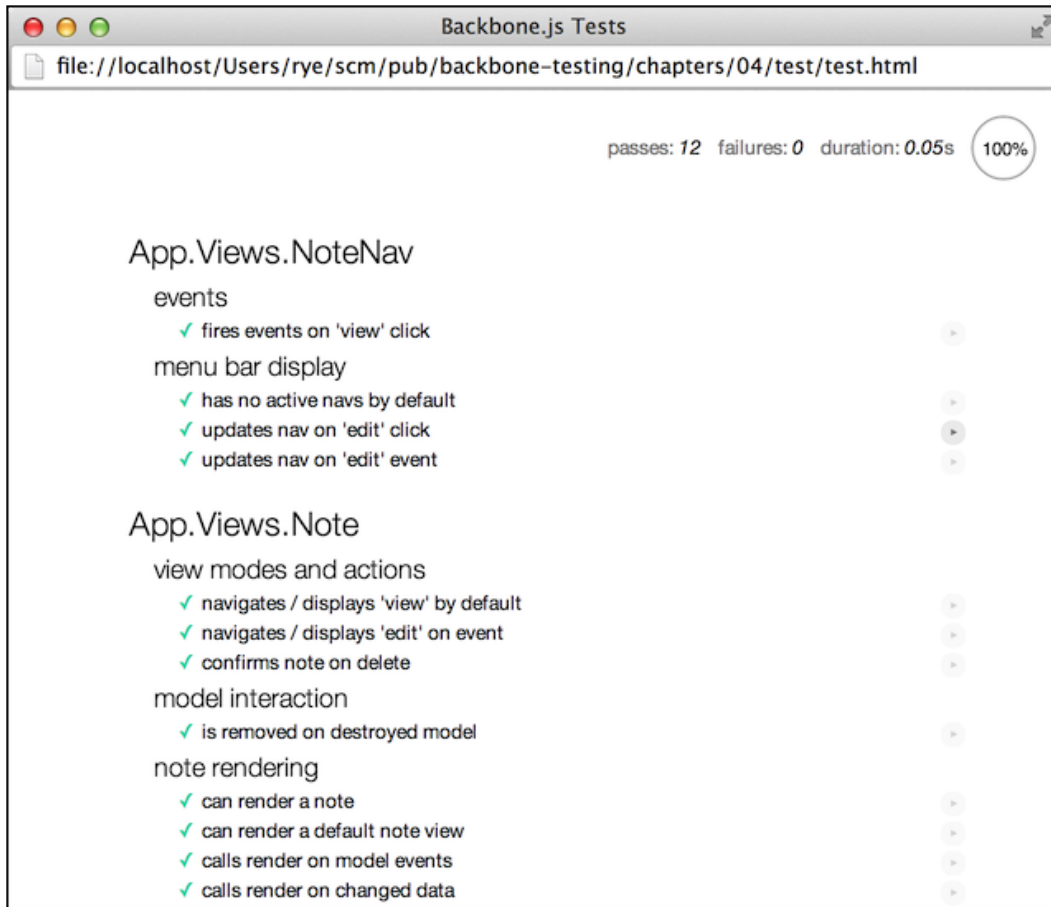 Backbone.js Tests
file://localhost/Users/rye/scm/pub/backbone-testing/chapters/04/test/test.html
passes: 12 failures: 0 duration: 0.05s 100%
App.Views.NoteNav
events
✓ fires events on 'view' click
menu bar display
✓ has no active navs by default
✓ updates nav on 'edit' click
✓ updates nav on 'edit' event
App.Views.Note
view modes and actions
✓ navigates / displays 'view' by default
✓ navigates / displays 'edit' on event
✓ confirms note on delete
model interaction
✓ is removed on destroyed model
note rendering
✓ can render a note
✓ can render a default note view
✓ calls render on model events
✓ calls render on changed data